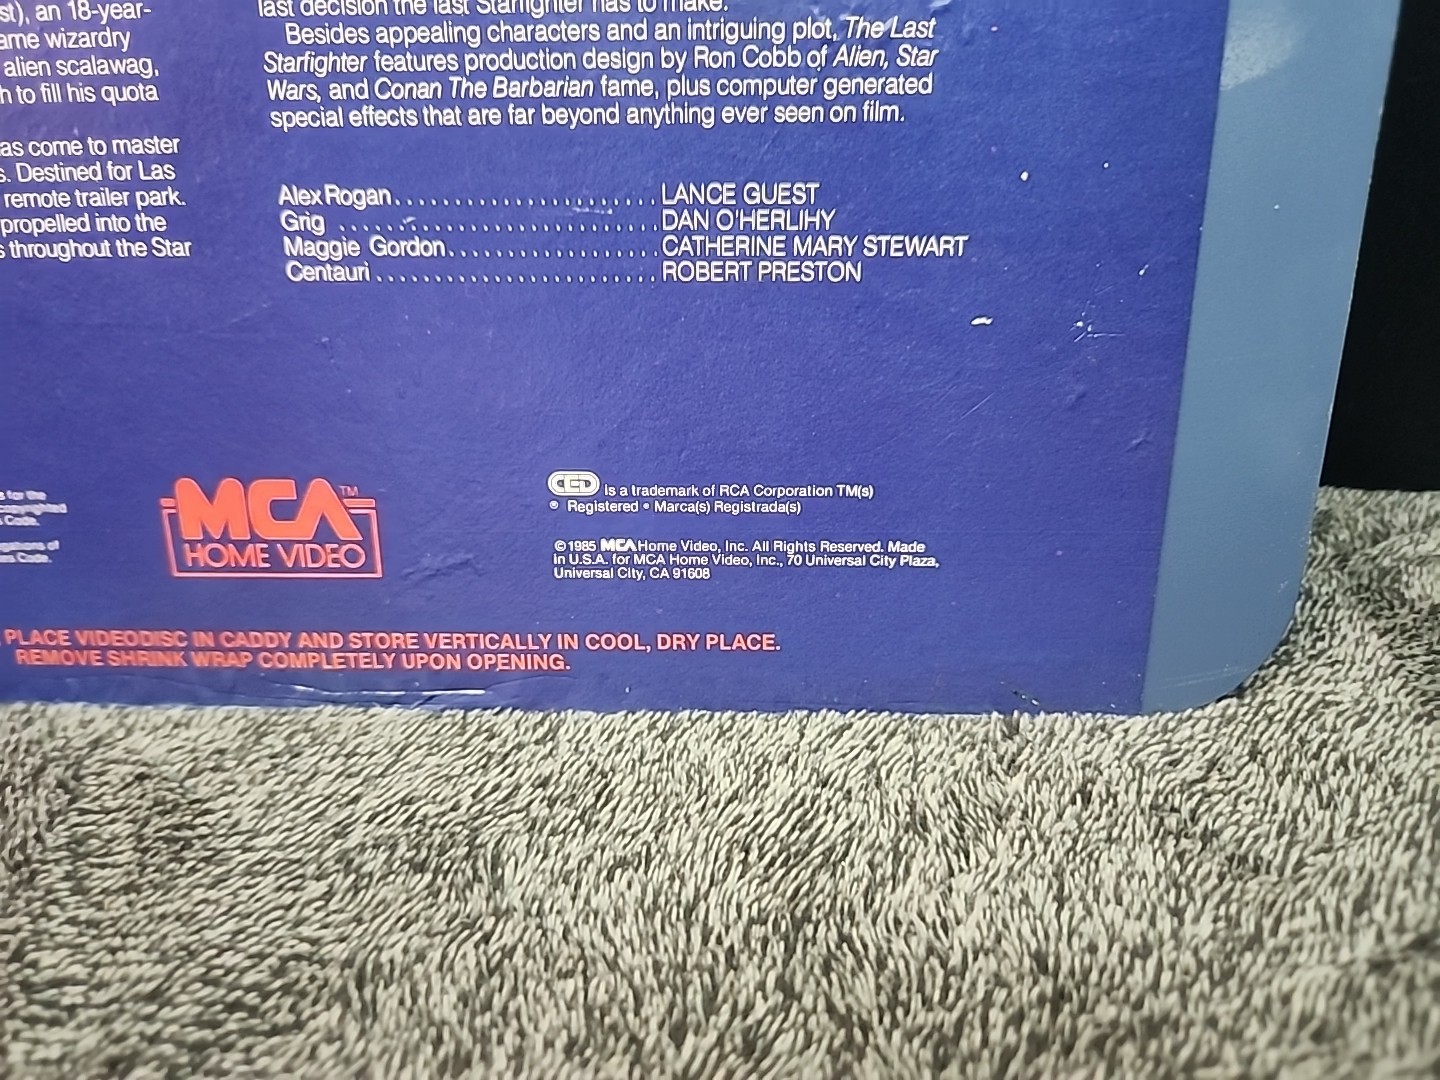 st), an 18-year-
ame wizardry
alien scalawag,
h to fill his quota
as come to master
s. Destined for Las
remote trailer park.
propelled into the
s throughout the Star
last decision the last Starfighter has to make.
Besides appealing characters and an intriguing plot, The Last
Starfighter features production design by Ron Cobb of Alien, Star
Wars, and Conan The Barbarian fame, plus computer generated
special effects that are far beyond anything ever seen on film.
Alex Rogan...................... LANCE GUEST
Grig ........................... DAN O'HERLIHY
Maggie Gordon.................. CATHERINE MARY STEWART
Centauri........................ ROBERT PRESTON
s for the
copyrighted
s Code.
es Code.
MCA TM
HOME VIDEO
CED is a trademark of RCA Corporation TM(s)
® Registered • Marca(s) Registrada(s)
©1985 MCA Home Video, Inc. All Rights Reserved. Made
in U.S.A. for MCA Home Video, Inc., 70 Universal City Plaza,
Universal City, CA 91608
PLACE VIDEODISC IN CADDY AND STORE VERTICALLY IN COOL, DRY PLACE.
REMOVE SHRINK WRAP COMPLETELY UPON OPENING.